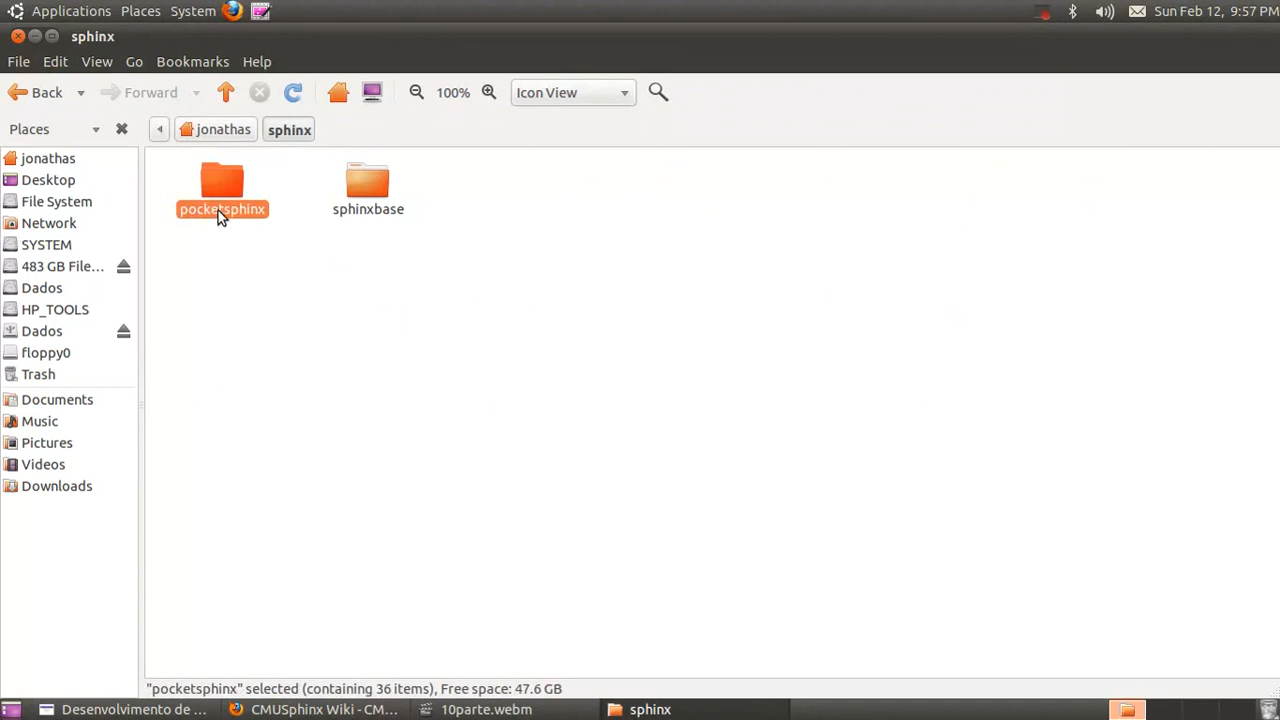 Applications Places System Sun Feb 12, 9:57 PM
sphinx
File Edit View Go Bookmarks Help
Back Forward 100% Icon View
Places jonathas sphinx
jonathas
Desktop
File System
Network
SYSTEM
483 GB File...
Dados
HP_TOOLS
Dados
floppy0
Trash
Documents
Music
Pictures
Videos
Downloads
pocketsphinx sphinxbase
"pocketsphinx" selected (containing 36 items), Free space: 47.6 GB
Desenvolvimento de ... CMUSphinx Wiki - CM... 10parte.webm sphinx